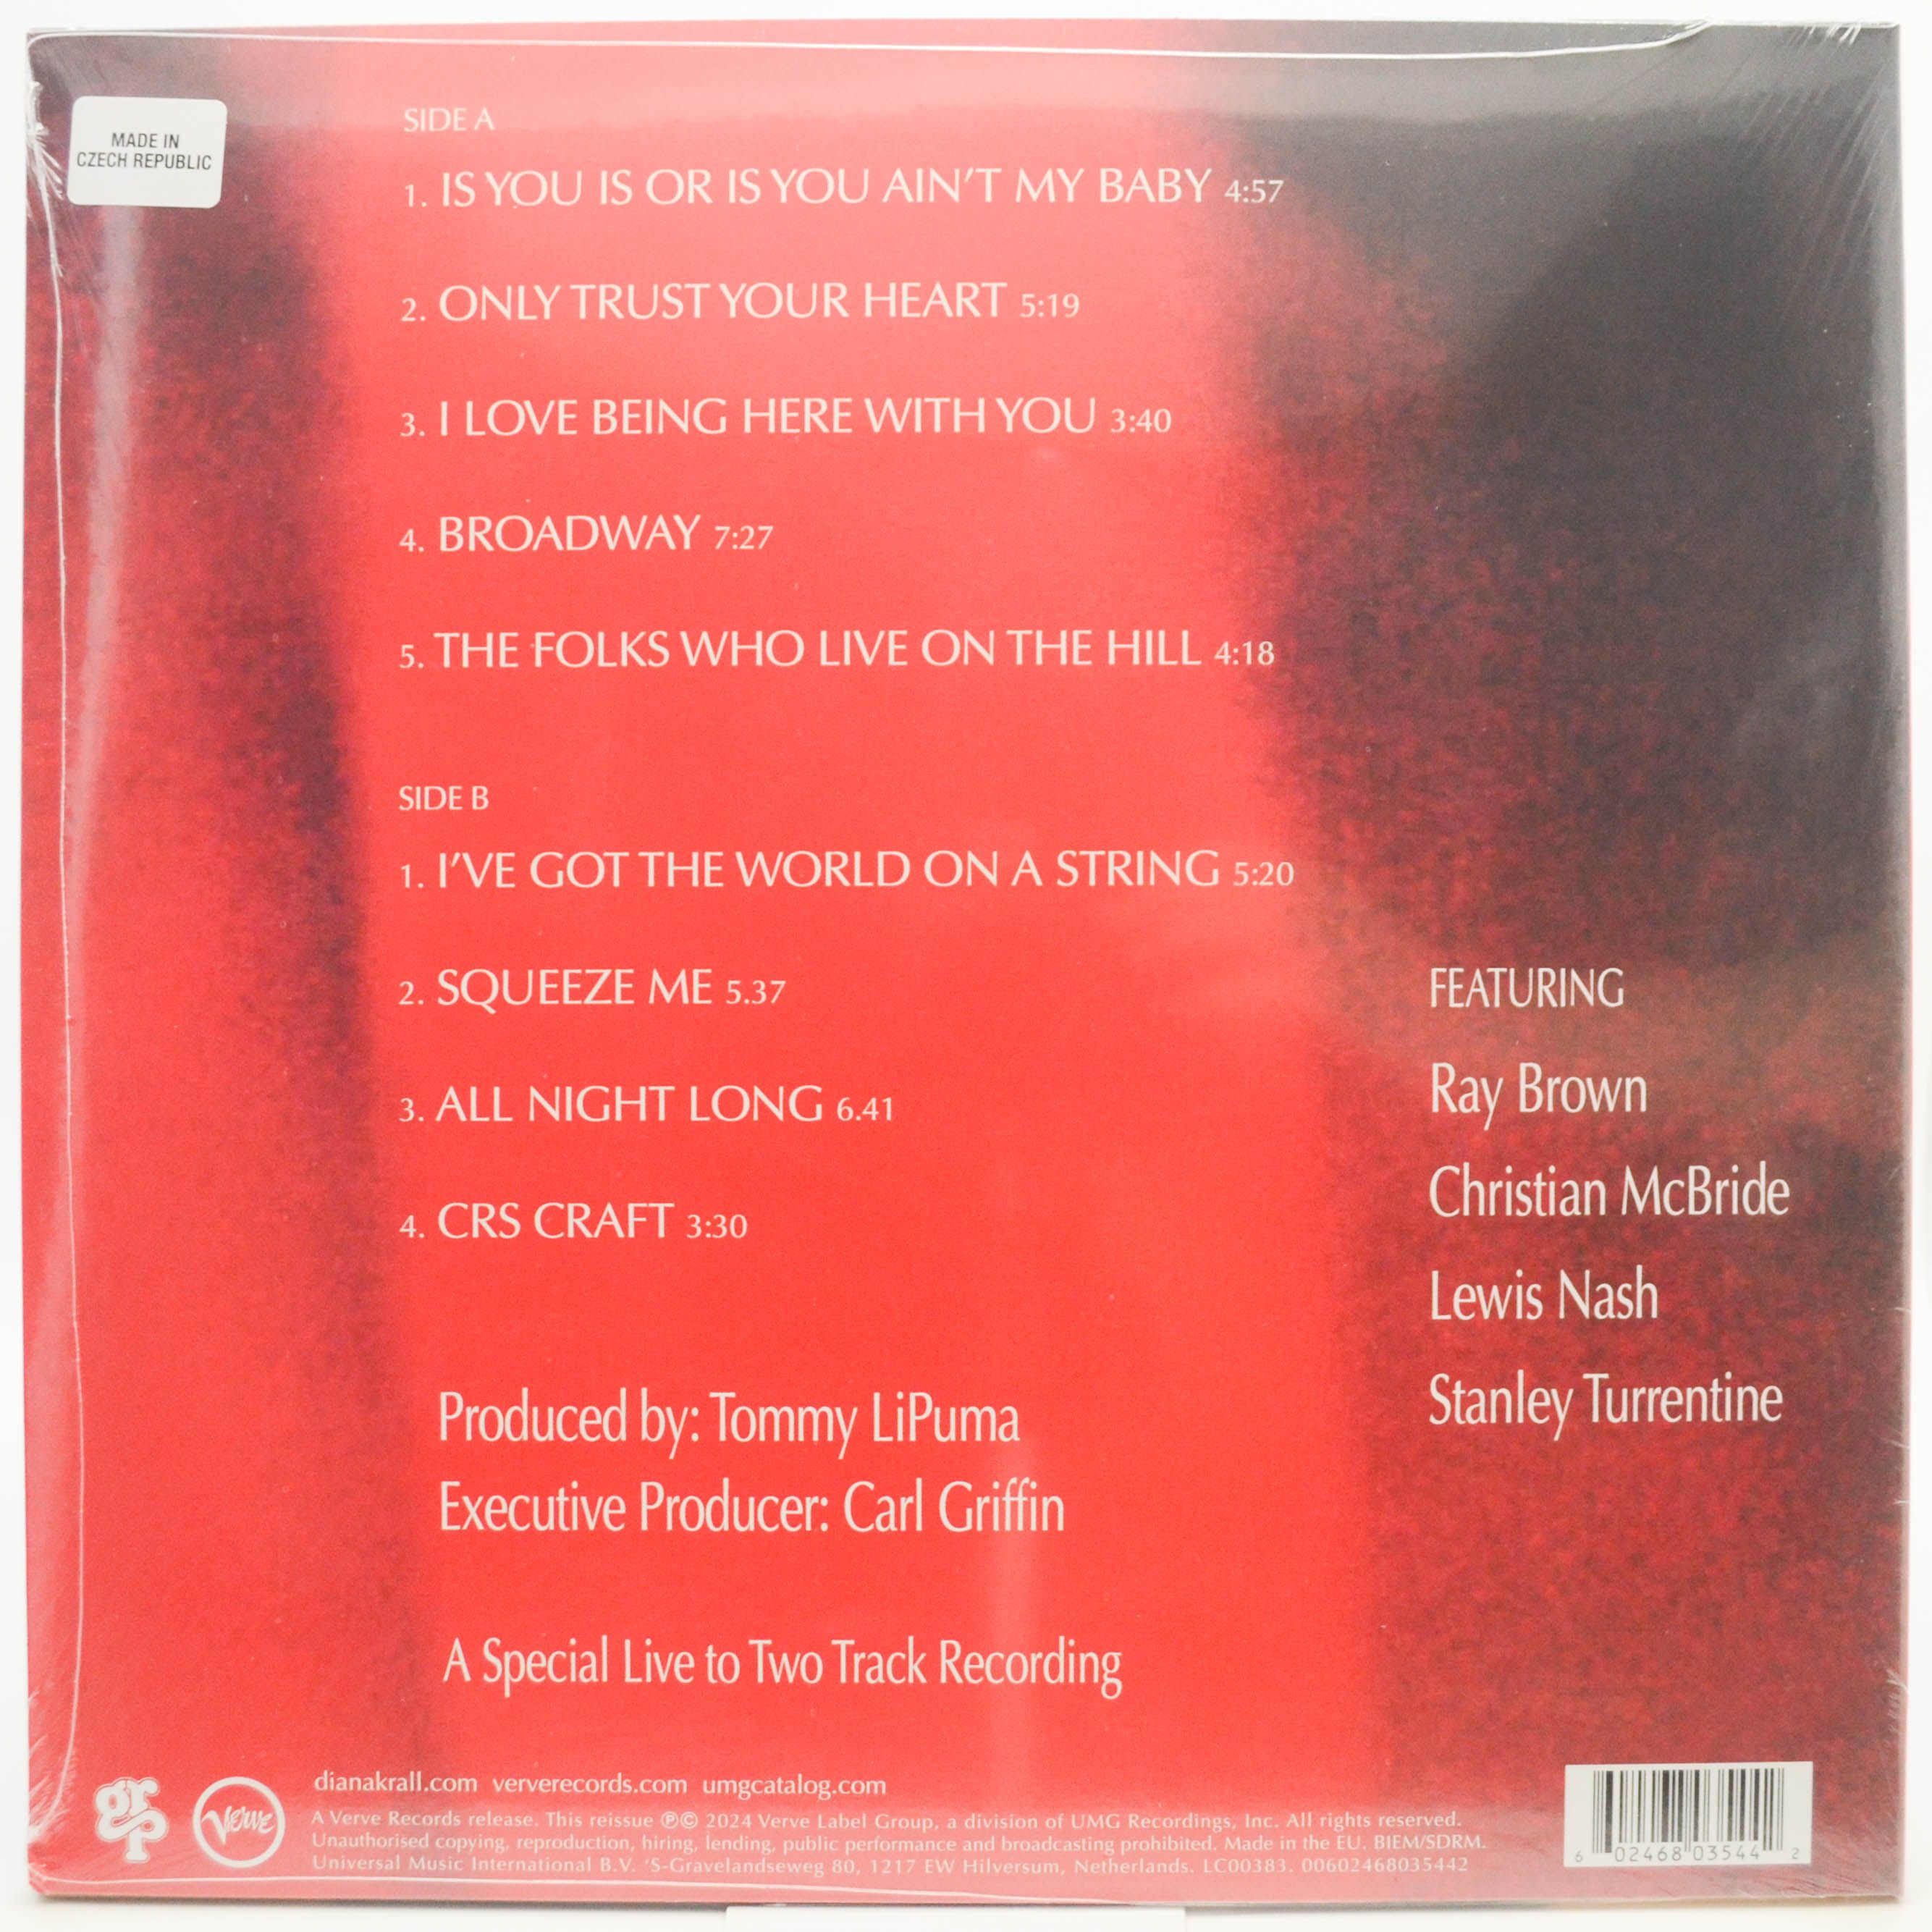 MADE IN
CZECH REPUBLIC
SIDE A
1. IS YOU IS OR IS YOU AIN'T MY BABY 4:57
2. ONLY TRUST YOUR HEART 5:19
3. I LOVE BEING HERE WITH YOU 3:40
4. BROADWAY 7:27
5. THE FOLKS WHO LIVE ON THE HILL 4:18
SIDE B
1. I'VE GOT THE WORLD ON A STRING 5:20
2. SQUEEZE ME 5.37
3. ALL NIGHT LONG 6.41
4. CRS CRAFT 3:30
FEATURING
Ray Brown
Christian McBride
Lewis Nash
Stanley Turrentine
Produced by: Tommy LiPuma
Executive Producer: Carl Griffin
A Special Live to Two Track Recording
grp
Verve
dianakrall.com ververecords.com umgcatalog.com
A Verve Records release. This reissue ℗© 2024 Verve Label Group, a division of UMG Recordings, Inc. All rights reserved.
Unauthorised copying, reproduction, hiring, lending, public performance and broadcasting prohibited. Made in the EU. BIEM/SDRM.
Universal Music International B.V. 'S-Gravelandseweg 80, 1217 EW Hilversum, Netherlands. LC00383. 00602468035442
6 02468 03544 2